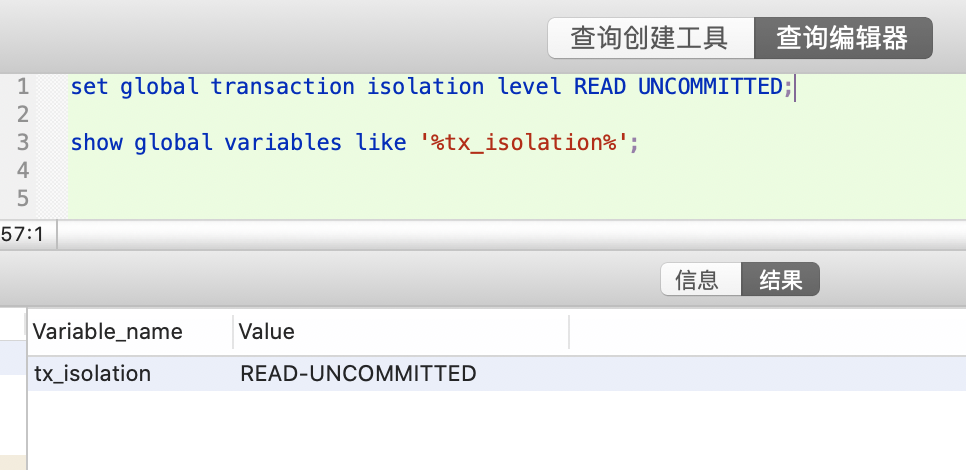 查询创建工具 查询编辑器
1 set global transaction isolation level READ UNCOMMITTED;
2
3 show global variables like '%tx_isolation%';
4
5
57:1
信息 结果
Variable_name Value
tx_isolation READ-UNCOMMITTED